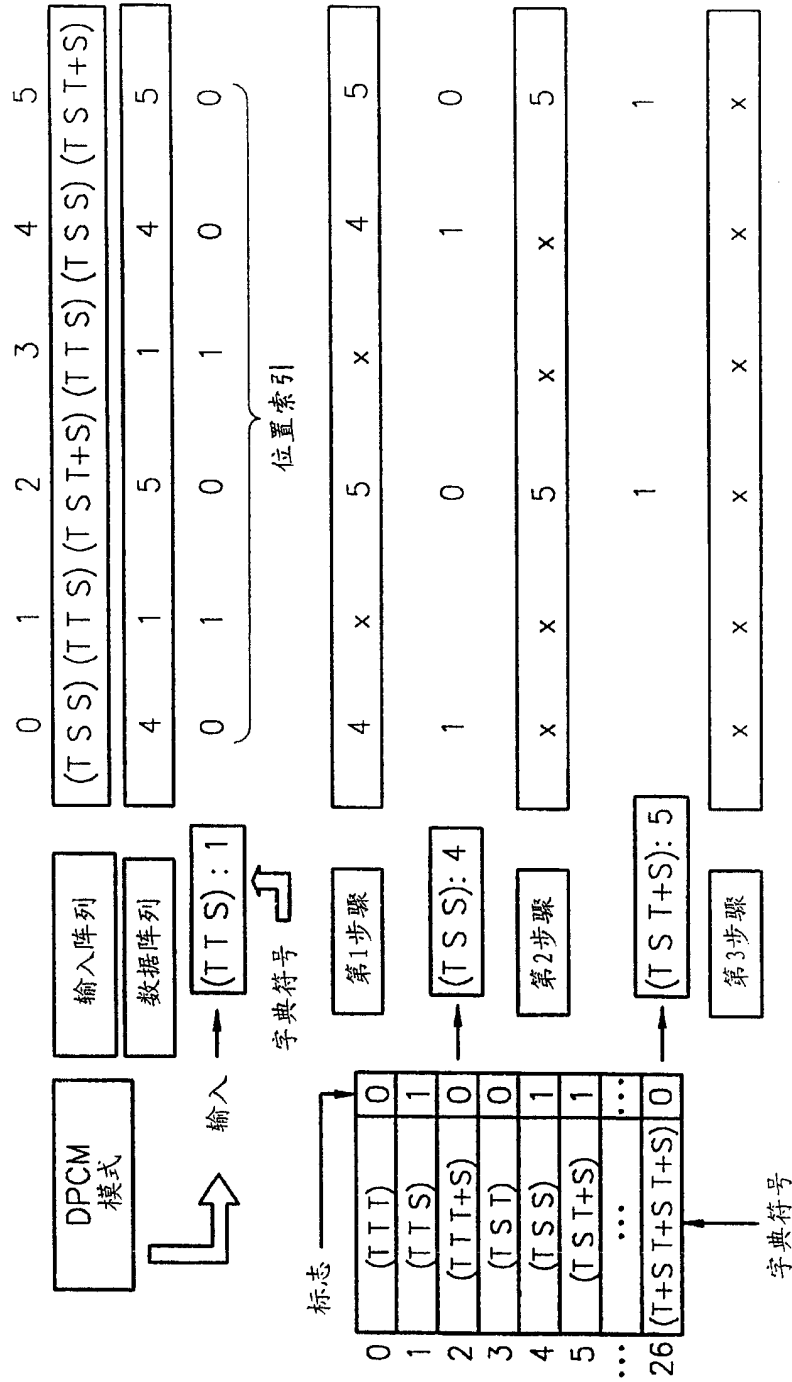 0 1 2 3 4 5
DPCM
模式
输入阵列
(T S S) (T T S) (T S T+S) (T T S) (T S S) (T S T+S)
数据阵列
4 1 5 1 4 5
输入
(T T S) : 1
0 1 0 1 0 0
字典符号
位置索引
标志
第1步骤
4 x 5 x 4 5
0 (T T T) 0
1 (T T S) 1
2 (T T T+S) 0
3 (T S T) 0
4 (T S S) 1
5 (T S T+S) 1
... ... ...
26 (T+S T+S T+S) 0
字典符号
(T S S): 4
1 0 1 0
第2步骤
x x 5 x x 5
(T S T+S): 5
1 1
第3步骤
x x x x x x